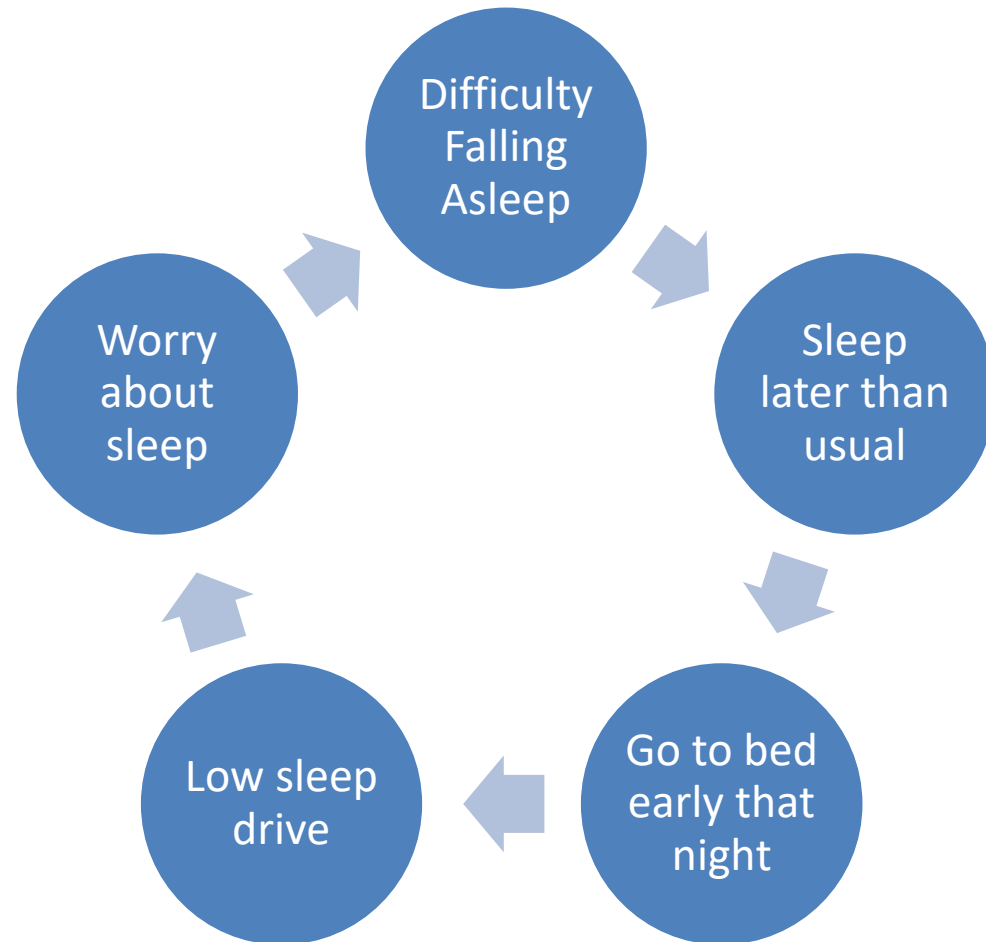 Difficulty
Falling
Asleep
Sleep
later than
usual
Go to bed
early that
night
Low sleep
drive
Worry
about
sleep